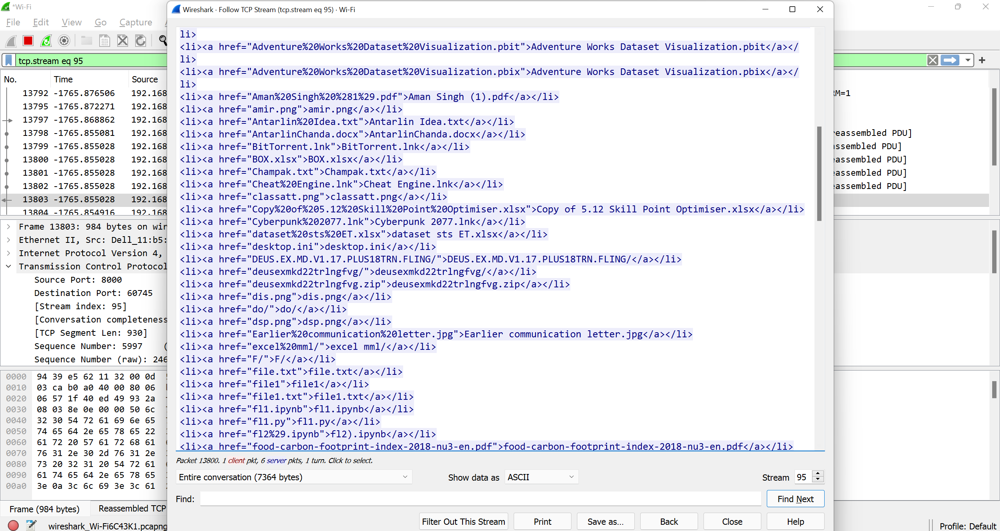 *Wi-Fi
File Edit View Go Capture
tcp.stream eq 95
No. Time Source
13792 -1765.876506 192.168
13795 -1765.872271 192.168
13797 -1765.868862 192.168
13798 -1765.855081 192.168
13799 -1765.855028 192.168
13800 -1765.855028 192.168
13801 -1765.855028 192.168
13802 -1765.855028 192.168
13803 -1765.855028 192.168
13804 -1765.854916 192.168
Frame 13803: 984 bytes on wir
Ethernet II, Src: Dell_11:b5:
Internet Protocol Version 4,
Transmission Control Protocol
Source Port: 8000
Destination Port: 60745
[Stream index: 95]
[Conversation completeness
[TCP Segment Len: 930]
Sequence Number: 5997 (
Sequence Number (raw): 246
0000 94 39 e5 62 11 32 00 0d
0010 03 ca b0 a0 40 00 80 06
0020 06 57 1f 40 ed 49 93 2a
0030 08 03 8e 0e 00 00 50 6c
0040 32 30 54 72 61 69 6e 65
0050 74 65 64 2e 65 78 65 22
0060 61 72 20 57 61 72 68 61
0070 76 31 2e 30 2d 76 31 2e
0080 73 20 32 31 20 54 72 61
0090 61 74 65 64 2e 65 78 65
00a0 3e 0a 3c 6c 69 3e 3c 61
Frame (984 bytes) Reassembled TCP
wireshark_Wi-Fi6C43K1.pcapng
Wireshark · Follow TCP Stream (tcp.stream eq 95) · Wi-Fi
li>
<li><a href="Adventure%20Works%20Dataset%20Visualization.pbit">Adventure Works Dataset Visualization.pbit</a></
li>
<li><a href="Adventure%20Works%20Dataset%20Visualization.pbix">Adventure Works Dataset Visualization.pbix</a></
li>
<li><a href="Aman%20Singh%20%281%29.pdf">Aman Singh (1).pdf</a></li>
<li><a href="amir.png">amir.png</a></li>
<li><a href="Antarlin%20Idea.txt">Antarlin Idea.txt</a></li>
<li><a href="AntarlinChanda.docx">AntarlinChanda.docx</a></li>
<li><a href="BitTorrent.lnk">BitTorrent.lnk</a></li>
<li><a href="BOX.xlsx">BOX.xlsx</a></li>
<li><a href="Champak.txt">Champak.txt</a></li>
<li><a href="Cheat%20Engine.lnk">Cheat Engine.lnk</a></li>
<li><a href="classatt.png">classatt.png</a></li>
<li><a href="Copy%20of%205.12%20Skill%20Point%20Optimiser.xlsx">Copy of 5.12 Skill Point Optimiser.xlsx</a></li>
<li><a href="Cyberpunk%202077.lnk">Cyberpunk 2077.lnk</a></li>
<li><a href="dataset%20sts%20ET.xlsx">dataset sts ET.xlsx</a></li>
<li><a href="desktop.ini">desktop.ini</a></li>
<li><a href="DEUS.EX.MD.V1.17.PLUS18TRN.FLING/">DEUS.EX.MD.V1.17.PLUS18TRN.FLING/</a></li>
<li><a href="deusexmkd22trlngfvg/">deusexmkd22trlngfvg/</a></li>
<li><a href="deusexmkd22trlngfvg.zip">deusexmkd22trlngfvg.zip</a></li>
<li><a href="dis.png">dis.png</a></li>
<li><a href="do/">do/</a></li>
<li><a href="dsp.png">dsp.png</a></li>
<li><a href="Earlier%20communication%20letter.jpg">Earlier communication letter.jpg</a></li>
<li><a href="excel%20mml/">excel mml/</a></li>
<li><a href="F/">F/</a></li>
<li><a href="file.txt">file.txt</a></li>
<li><a href="file1">file1</a></li>
<li><a href="file1.txt">file1.txt</a></li>
<li><a href="fl1.ipynb">fl1.ipynb</a></li>
<li><a href="fl1.py">fl1.py</a></li>
<li><a href="fl2%29.ipynb">fl2).ipynb</a></li>
<li><a href="food-carbon-footprint-index-2018-nu3-en.pdf">food-carbon-footprint-index-2018-nu3-en.pdf</a></li>
Packet 13800. 1 client pkt, 6 server pkts, 1 turn. Click to select.
Entire conversation (7364 bytes) Show data as ASCII Stream 95
Find: Find Next
Filter Out This Stream Print Save as... Back Close Help
M=1
eassembled PDU]
ssembled PDU]
assembled PDU]
eassembled PDU]
eassembled PDU]
Profile: Default